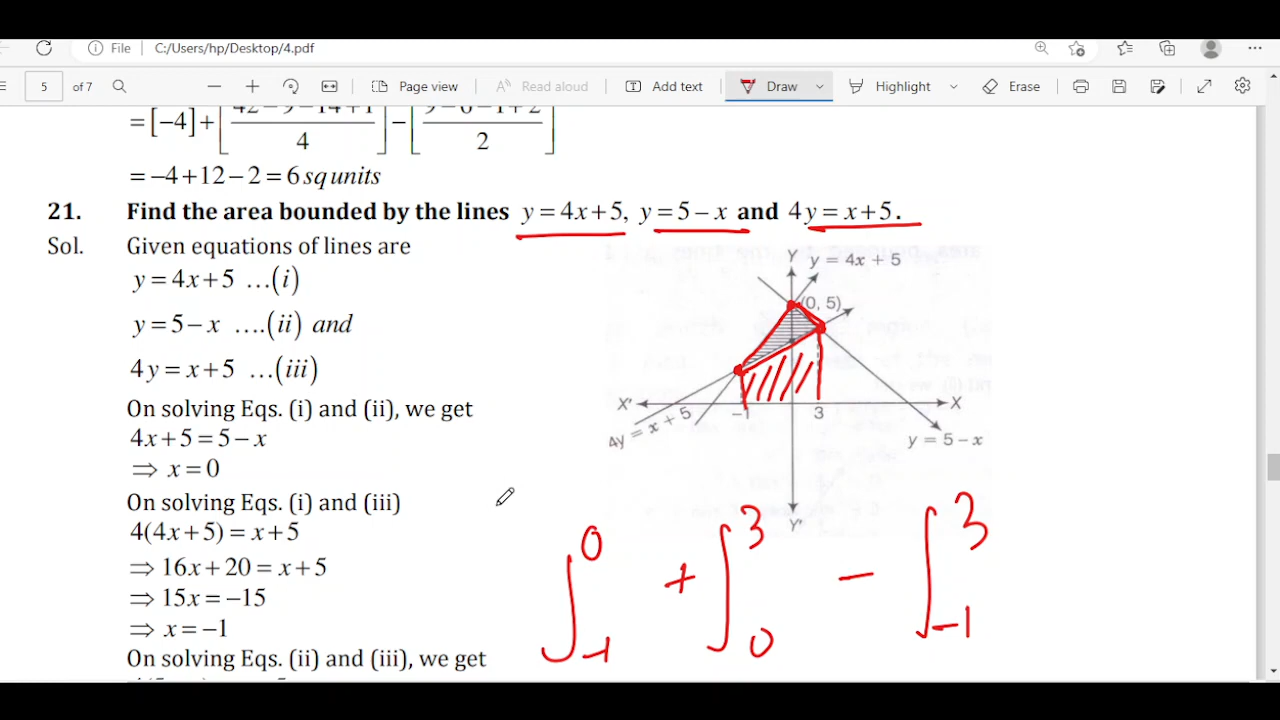 File C:/Users/hp/Desktop/4.pdf
5 of 7 Page view Read aloud Add text Draw Highlight Erase
= [−4] + [42 − 9 − 14 + 1 / 4] − [
= −4 + 12 − 2 = 6 sq units
21. Find the area bounded by the lines y = 4x + 5, y = 5 − x and 4y = x + 5.
Sol. Given equations of lines are
y = 4x + 5 …(i)
y = 5 − x ….(ii) and
4y = x + 5 …(iii)
On solving Eqs. (i) and (ii), we get
4x + 5 = 5 − x
⇒ x = 0
On solving Eqs. (i) and (iii)
4(4x + 5) = x + 5
⇒ 16x + 20 = x + 5
⇒ 15x = −15
⇒ x = −1
On solving Eqs. (ii) and (iii), we get
Y
y = 4x + 5
(0, 5)
X' −1 3 X
4y = x + 5
y = 5 − x
Y'
∫₋₁⁰ + ∫₀³ − ∫₋₁³